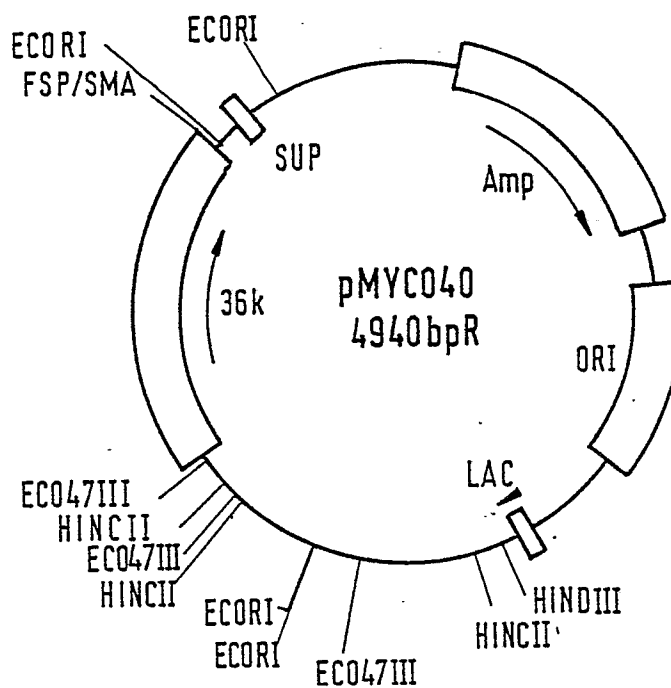 ECORI
ECORI
FSP/SMA
SUP
Amp
pMYCO40
4940bpR
36k
ORI
LAC
ECO47III
HINCII
ECO47III
HINCII
ECORI
ECORI
ECO47III
HINDIII
HINCII